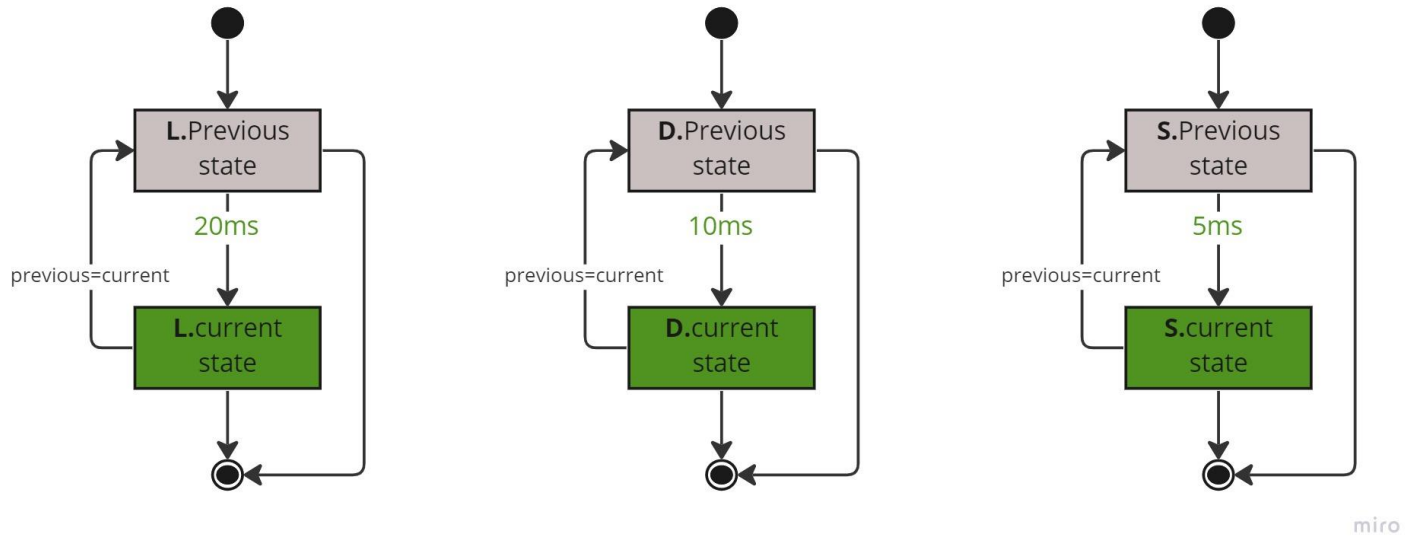 L.Previous
state
20ms
previous=current
L.current
state
D.Previous
state
10ms
previous=current
D.current
state
S.Previous
state
5ms
previous=current
S.current
state
miro